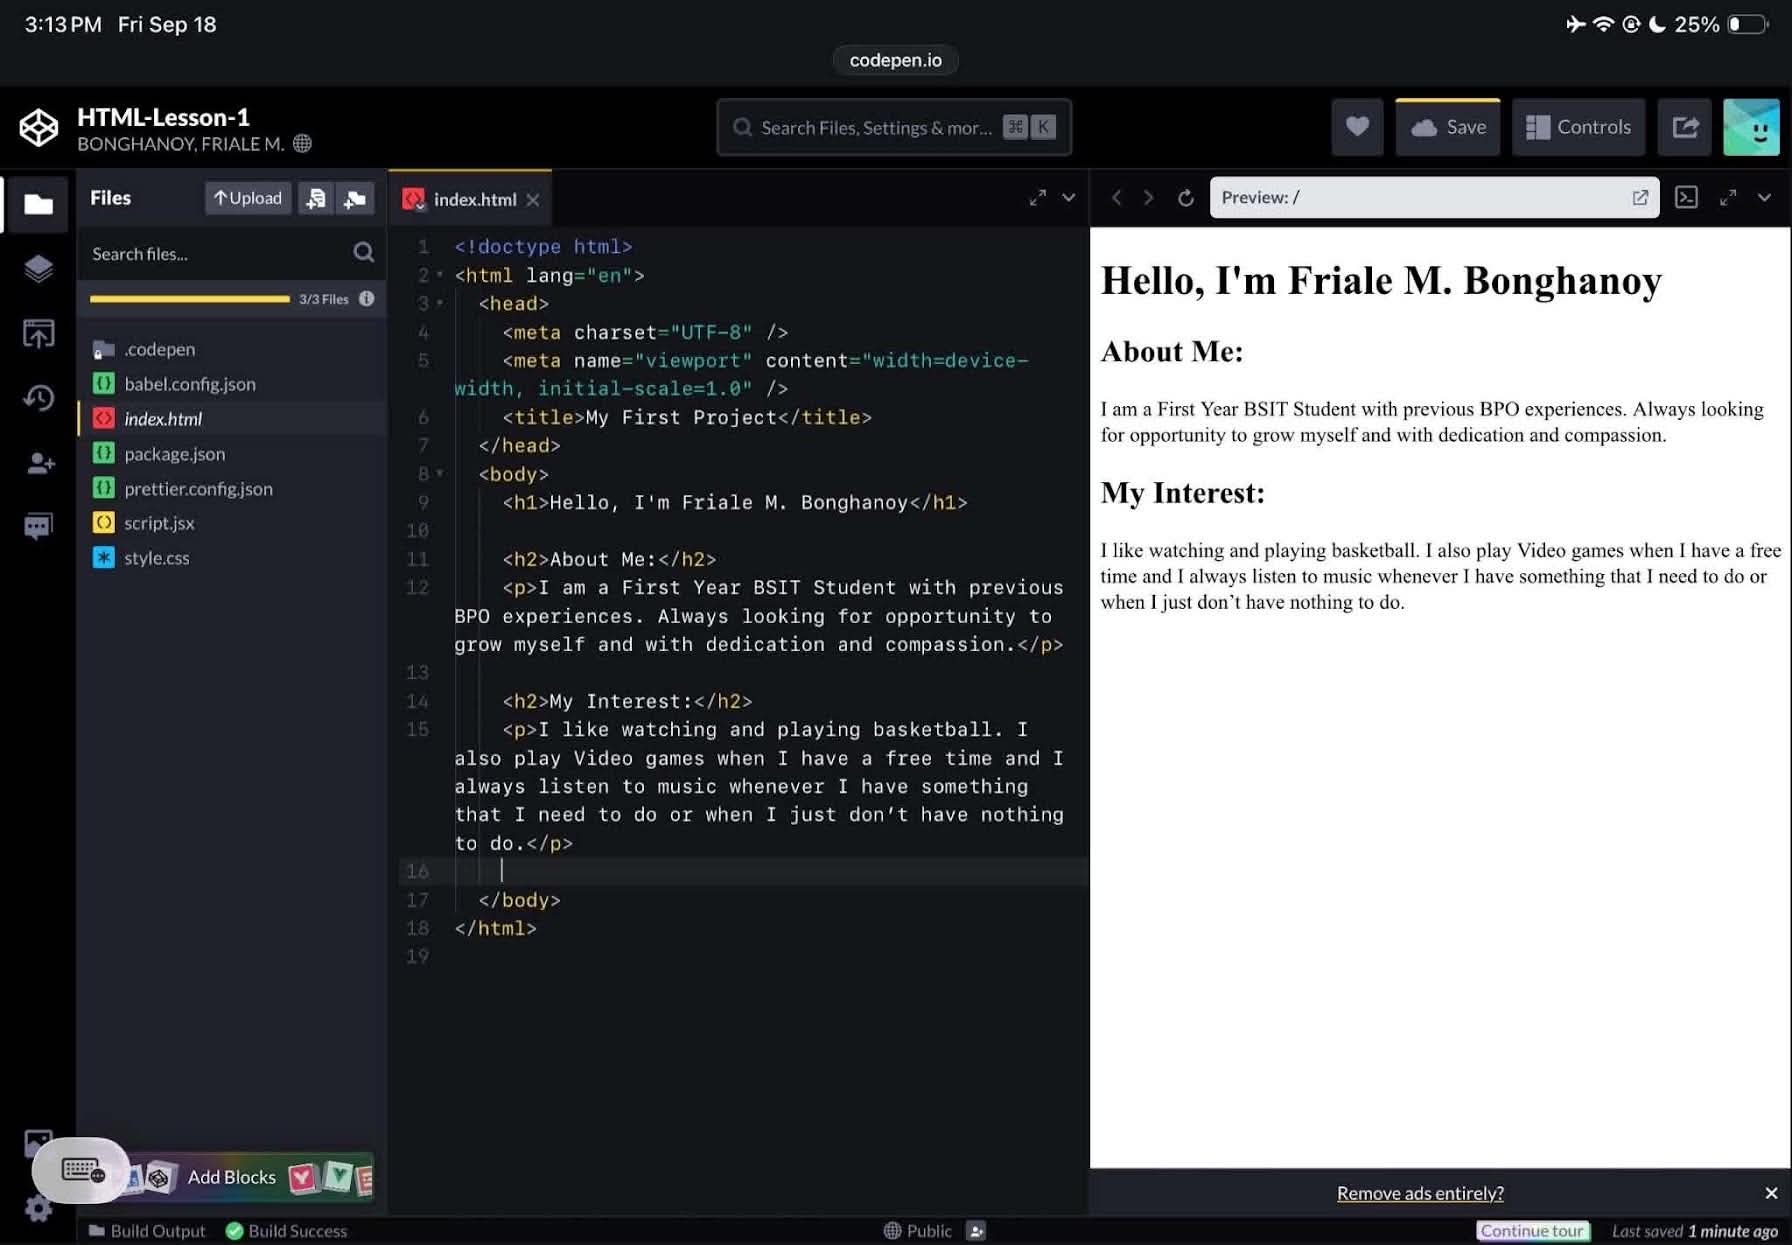 3:13 PM Fri Sep 18
25%
codepen.io
HTML-Lesson-1
BONGHANOY, FRIALE M.
Search Files, Settings & mor... ⌘ K
Save
Controls
Files
↑Upload
Search files...
3/3 Files
.codepen
babel.config.json
index.html
package.json
prettier.config.json
script.jsx
style.css
Add Blocks
index.html
1 <!doctype html>
2 <html lang="en">
3 <head>
4 <meta charset="UTF-8" />
5 <meta name="viewport" content="width=device-
width, initial-scale=1.0" />
6 <title>My First Project</title>
7 </head>
8 <body>
9 <h1>Hello, I'm Friale M. Bonghanoy</h1>
10
11 <h2>About Me:</h2>
12 <p>I am a First Year BSIT Student with previous
BPO experiences. Always looking for opportunity to
grow myself and with dedication and compassion.</p>
13
14 <h2>My Interest:</h2>
15 <p>I like watching and playing basketball. I
also play Video games when I have a free time and I
always listen to music whenever I have something
that I need to do or when I just don’t have nothing
to do.</p>
16
17 </body>
18 </html>
19
Preview: /
Hello, I'm Friale M. Bonghanoy
About Me:
I am a First Year BSIT Student with previous BPO experiences. Always looking
for opportunity to grow myself and with dedication and compassion.
My Interest:
I like watching and playing basketball. I also play Video games when I have a free
time and I always listen to music whenever I have something that I need to do or
when I just don’t have nothing to do.
Remove ads entirely?
Build Output
Build Success
Public
Continue tour
Last saved 1 minute ago